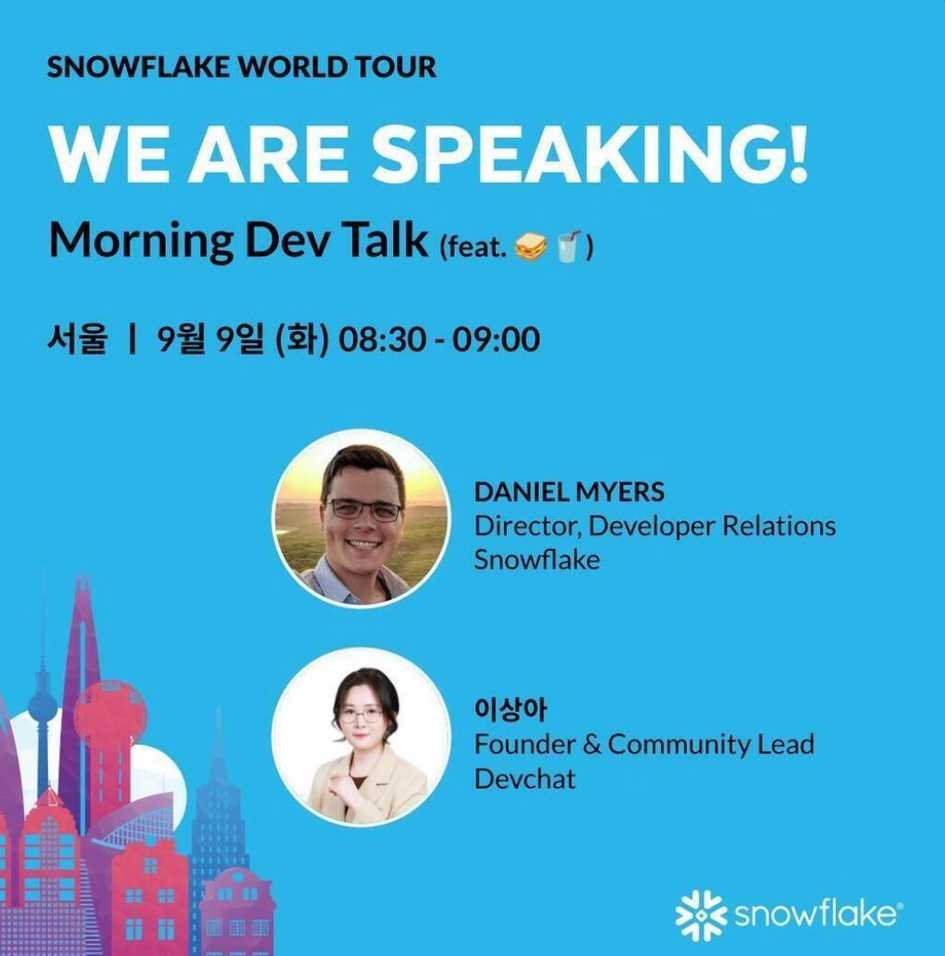 SNOWFLAKE WORLD TOUR
WE ARE SPEAKING!
Morning Dev Talk (feat. 🥪🥤)
서울 | 9월 9일 (화) 08:30 - 09:00
DANIEL MYERS
Director, Developer Relations
Snowflake
이상아
Founder & Community Lead
Devchat
snowflake®